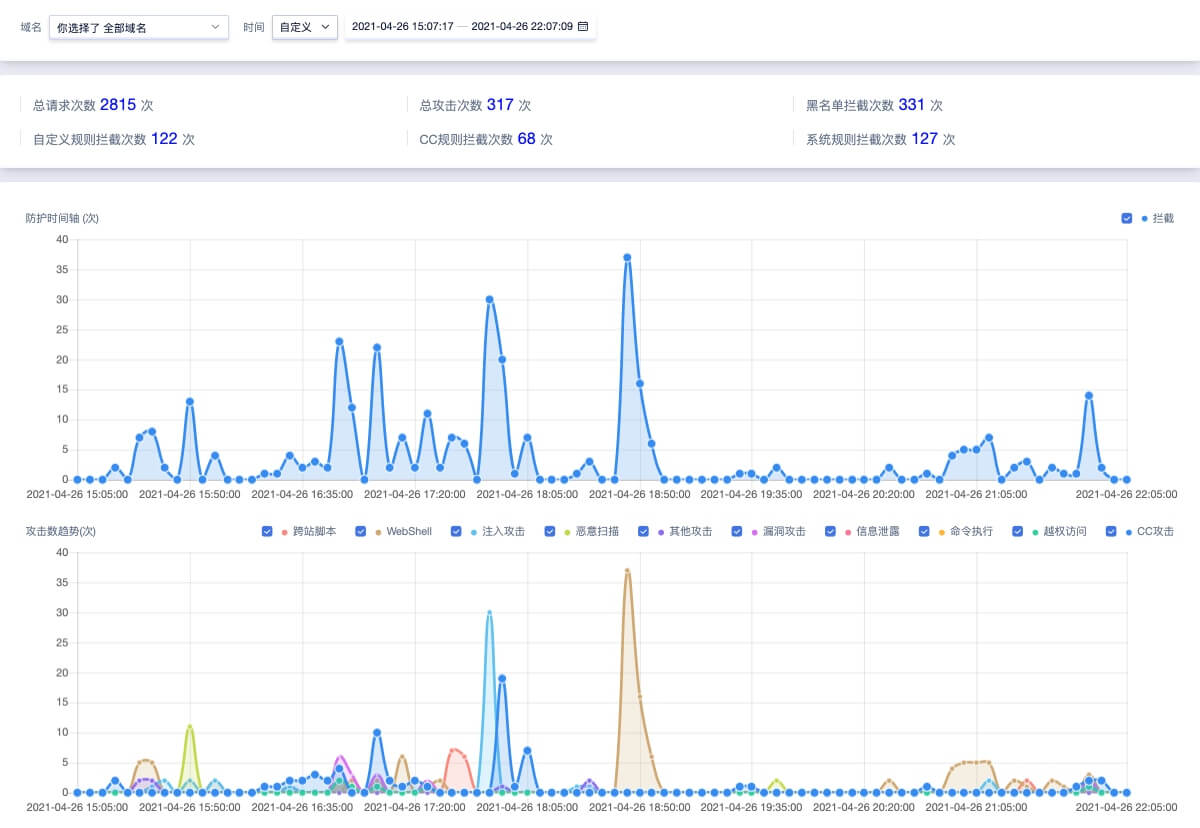 域名 你选择了 全部域名 时间 自定义 2021-04-26 15:07:17 — 2021-04-26 22:07:09
总请求次数 2815 次 总攻击次数 317 次 黑名单拦截次数 331 次
自定义规则拦截次数 122 次 CC规则拦截次数 68 次 系统规则拦截次数 127 次
防护时间轴 (次) 拦截
40
35
30
25
20
15
10
5
0
2021-04-26 15:05:00 2021-04-26 15:50:00 2021-04-26 16:35:00 2021-04-26 17:20:00 2021-04-26 18:05:00 2021-04-26 18:50:00 2021-04-26 19:35:00 2021-04-26 20:20:00 2021-04-26 21:05:00 2021-04-26 22:05:00
攻击数趋势(次) 跨站脚本 WebShell 注入攻击 恶意扫描 其他攻击 漏洞攻击 信息泄露 命令执行 越权访问 CC攻击
40
35
30
25
20
15
10
5
0
2021-04-26 15:05:00 2021-04-26 15:50:00 2021-04-26 16:35:00 2021-04-26 17:20:00 2021-04-26 18:05:00 2021-04-26 18:50:00 2021-04-26 19:35:00 2021-04-26 20:20:00 2021-04-26 21:05:00 2021-04-26 22:05:00